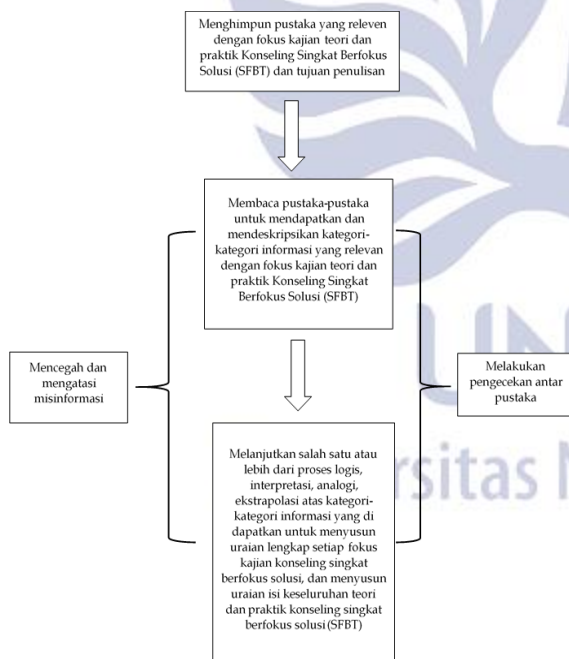 Menghimpun pustaka yang releven
dengan fokus kajian teori dan
praktik Konseling Singkat Berfokus
Solusi (SFBT) dan tujuan penulisan
Membaca pustaka-pustaka
untuk mendapatkan dan
mendeskripsikan kategori-
kategori informasi yang relevan
dengan fokus kajian teori dan
praktik Konseling Singkat
Berfokus Solusi (SFBT)
Mencegah dan
mengatasi
misinformasi
Melakukan
pengecekan antar
pustaka
Melanjutkan salah satu atau
lebih dari proses logis,
interpretasi, analogi,
ekstrapolasi atas kategori-
kategori informasi yang di
dapatkan untuk menyusun
uraian lengkap setiap fokus
kajian konseling singkat
berfokus solusi, dan menyusun
uraian isi keseluruhan teori
dan praktik konseling singkat
berfokus solusi (SFBT)
UN
rsitas N